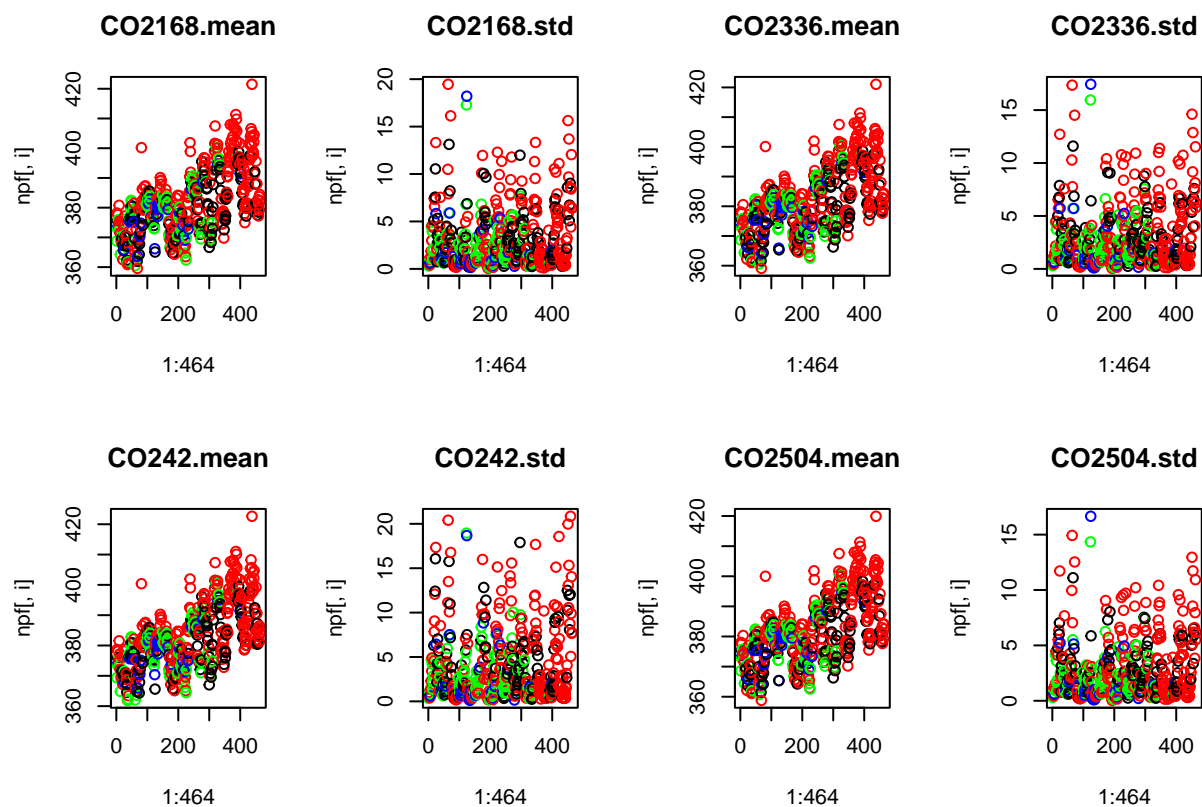 CO2168.mean
CO2168.std
CO2336.mean
CO2336.std
npf[, i]
360 380 400 420
0 200 400
1:464
npf[, i]
0 5 10 15 20
0 200 400
1:464
npf[, i]
360 380 400 420
0 200 400
1:464
npf[, i]
0 5 10 15
0 200 400
1:464
CO242.mean
CO242.std
CO2504.mean
CO2504.std
npf[, i]
360 380 400 420
0 200 400
1:464
npf[, i]
0 5 10 15 20
0 200 400
1:464
npf[, i]
360 380 400 420
0 200 400
1:464
npf[, i]
0 5 10 15
0 200 400
1:464